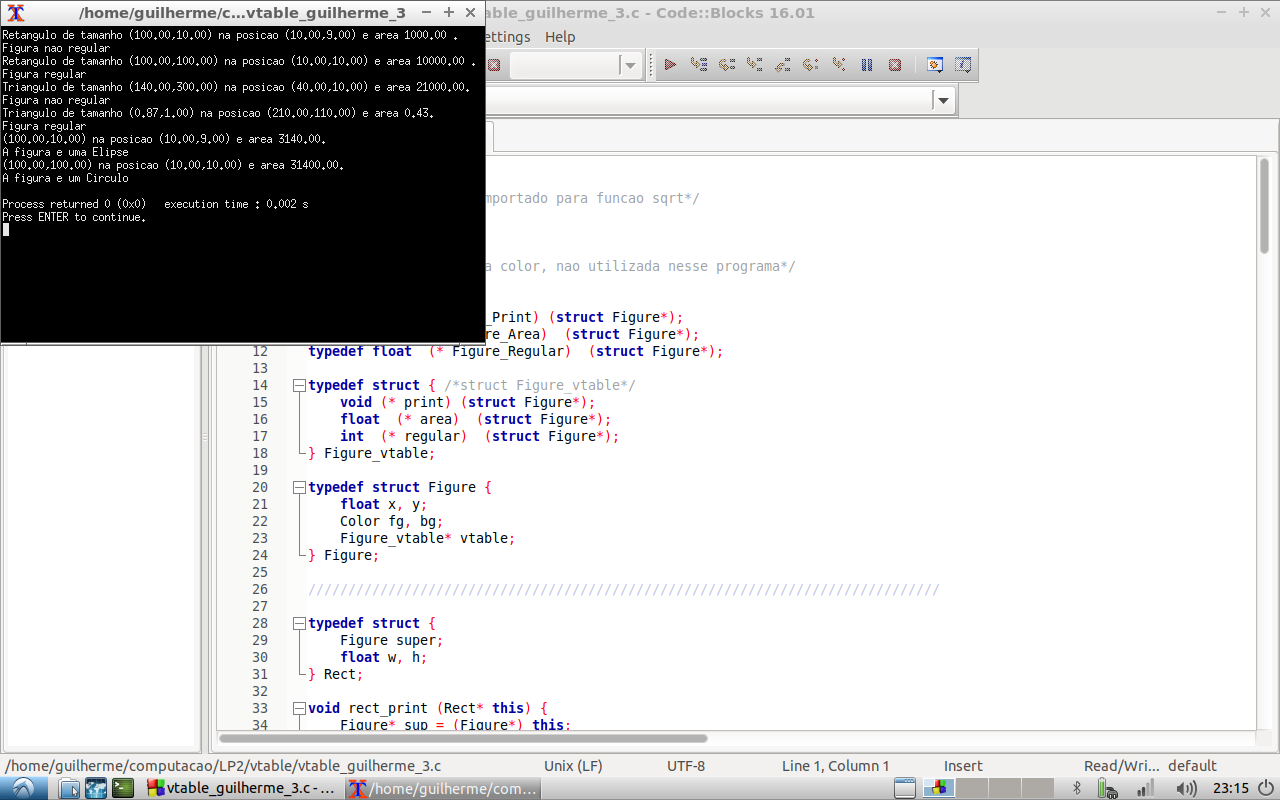 /home/guilherme/c...vtable_guilherme_3
table_guilherme_3.c - Code::Blocks 16.01
ettings Help
Retangulo de tamanho (100.00,10.00) na posicao (10.00,9.00) e area 1000.00 .
Figura nao regular
Retangulo de tamanho (100.00,100.00) na posicao (10.00,10.00) e area 10000.00 .
Figura regular
Triangulo de tamanho (140.00,300.00) na posicao (40.00,10.00) e area 21000.00.
Figura nao regular
Triangulo de tamanho (0.87,1.00) na posicao (210.00,110.00) e area 0.43.
Figura regular
(100.00,10.00) na posicao (10.00,9.00) e area 3140.00.
A figura e uma Elipse
(100.00,100.00) na posicao (10.00,10.00) e area 31400.00.
A figura e um Circulo
Process returned 0 (0x0)   execution time : 0.002 s
Press ENTER to continue.
mportado para funcao sqrt*/
a color, nao utilizada nesse programa*/
_Print) (struct Figure*);
re_Area)  (struct Figure*);
12 typedef float  (* Figure_Regular)  (struct Figure*);
13
14 typedef struct { /*struct Figure_vtable*/
15     void (* print) (struct Figure*);
16     float  (* area)  (struct Figure*);
17     int  (* regular)  (struct Figure*);
18 } Figure_vtable;
19
20 typedef struct Figure {
21     float x, y;
22     Color fg, bg;
23     Figure_vtable* vtable;
24 } Figure;
25
26 ///////////////////////////////////////////////////////////////////////////////
27
28 typedef struct {
29     Figure super;
30     float w, h;
31 } Rect;
32
33 void rect_print (Rect* this) {
34     Figure* sup = (Figure*) this;
/home/guilherme/computacao/LP2/vtable/vtable_guilherme_3.c Unix (LF) UTF-8 Line 1, Column 1 Insert Read/Wri... default
vtable_guilherme_3.c - ... /home/guilherme/com... 23:15